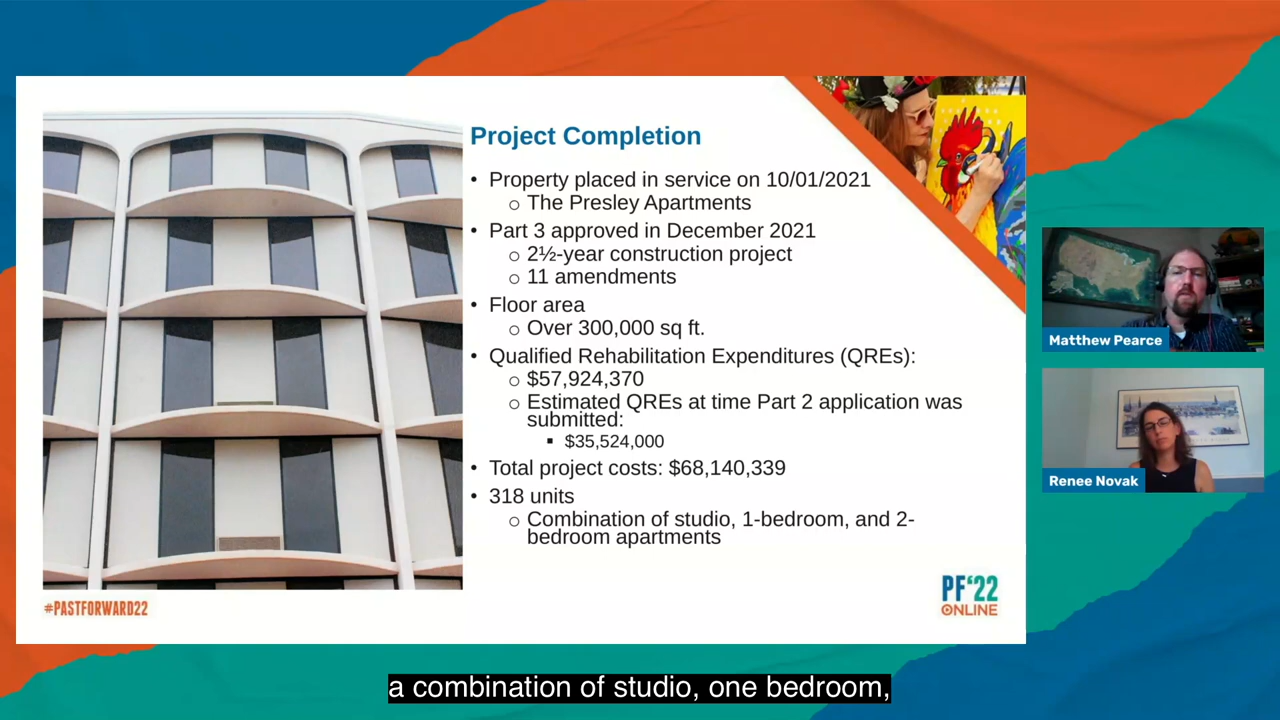 Project Completion
• Property placed in service on 10/01/2021
o The Presley Apartments
• Part 3 approved in December 2021
o 2½-year construction project
o 11 amendments
• Floor area
o Over 300,000 sq ft.
• Qualified Rehabilitation Expenditures (QREs):
o $57,924,370
o Estimated QREs at time Part 2 application was
submitted:
▪ $35,524,000
• Total project costs: $68,140,339
• 318 units
o Combination of studio, 1-bedroom, and 2-
bedroom apartments
#PASTFORWARD22
PF'22
ONLINE
Matthew Pearce
Renee Novak
a combination of studio, one bedroom,